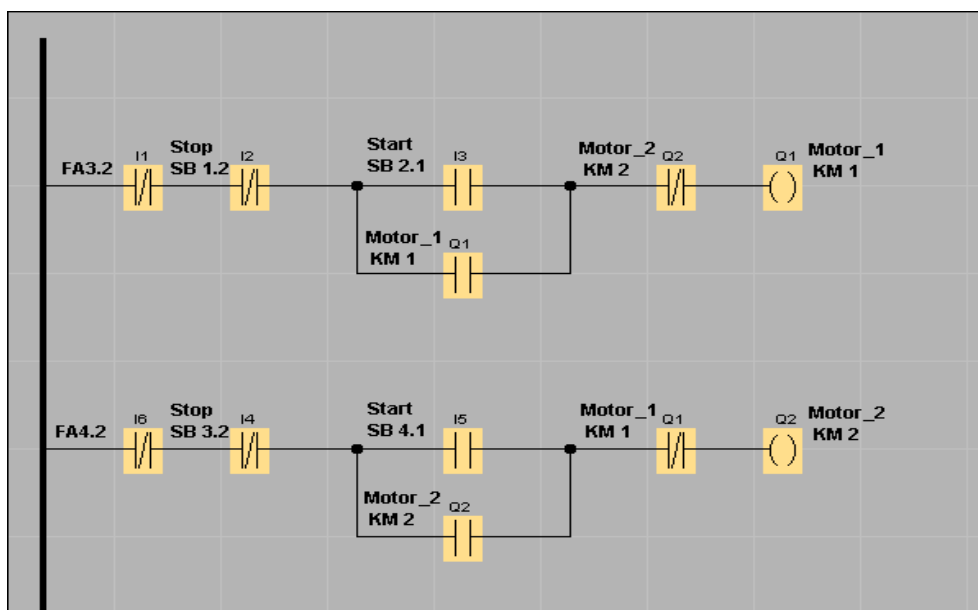 FA3.2
I1
Stop
SB 1.2
I2
Start
SB 2.1
I3
Motor_2
KM 2
Q2
Q1
Motor_1
KM 1
Motor_1
KM 1
Q1
FA4.2
I6
Stop
SB 3.2
I4
Start
SB 4.1
I5
Motor_1
KM 1
Q1
Q2
Motor_2
KM 2
Motor_2
KM 2
Q2